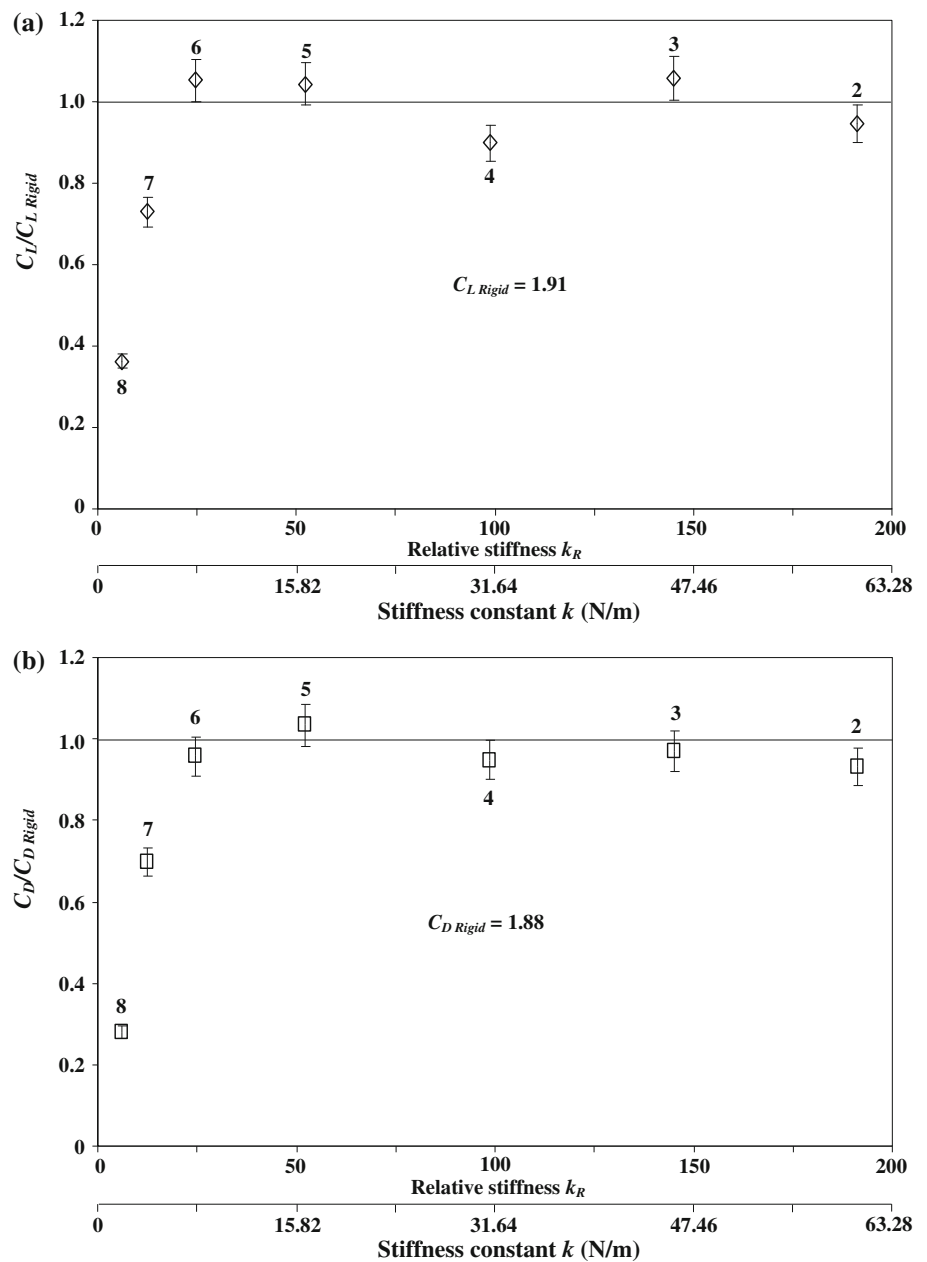 (a)
1.2
1.0
0.8
0.6
0.4
0.2
0
C_L/C_{L Rigid}
6
5
3
2
4
7
8
C_{L Rigid} = 1.91
0 50 100 150 200
Relative stiffness k_R
0 15.82 31.64 47.46 63.28
Stiffness constant k (N/m)
(b)
1.2
1.0
0.8
0.6
0.4
0.2
0
C_D/C_{D Rigid}
5
6
3
2
4
7
8
C_{D Rigid} = 1.88
0 50 100 150 200
Relative stiffness k_R
0 15.82 31.64 47.46 63.28
Stiffness constant k (N/m)